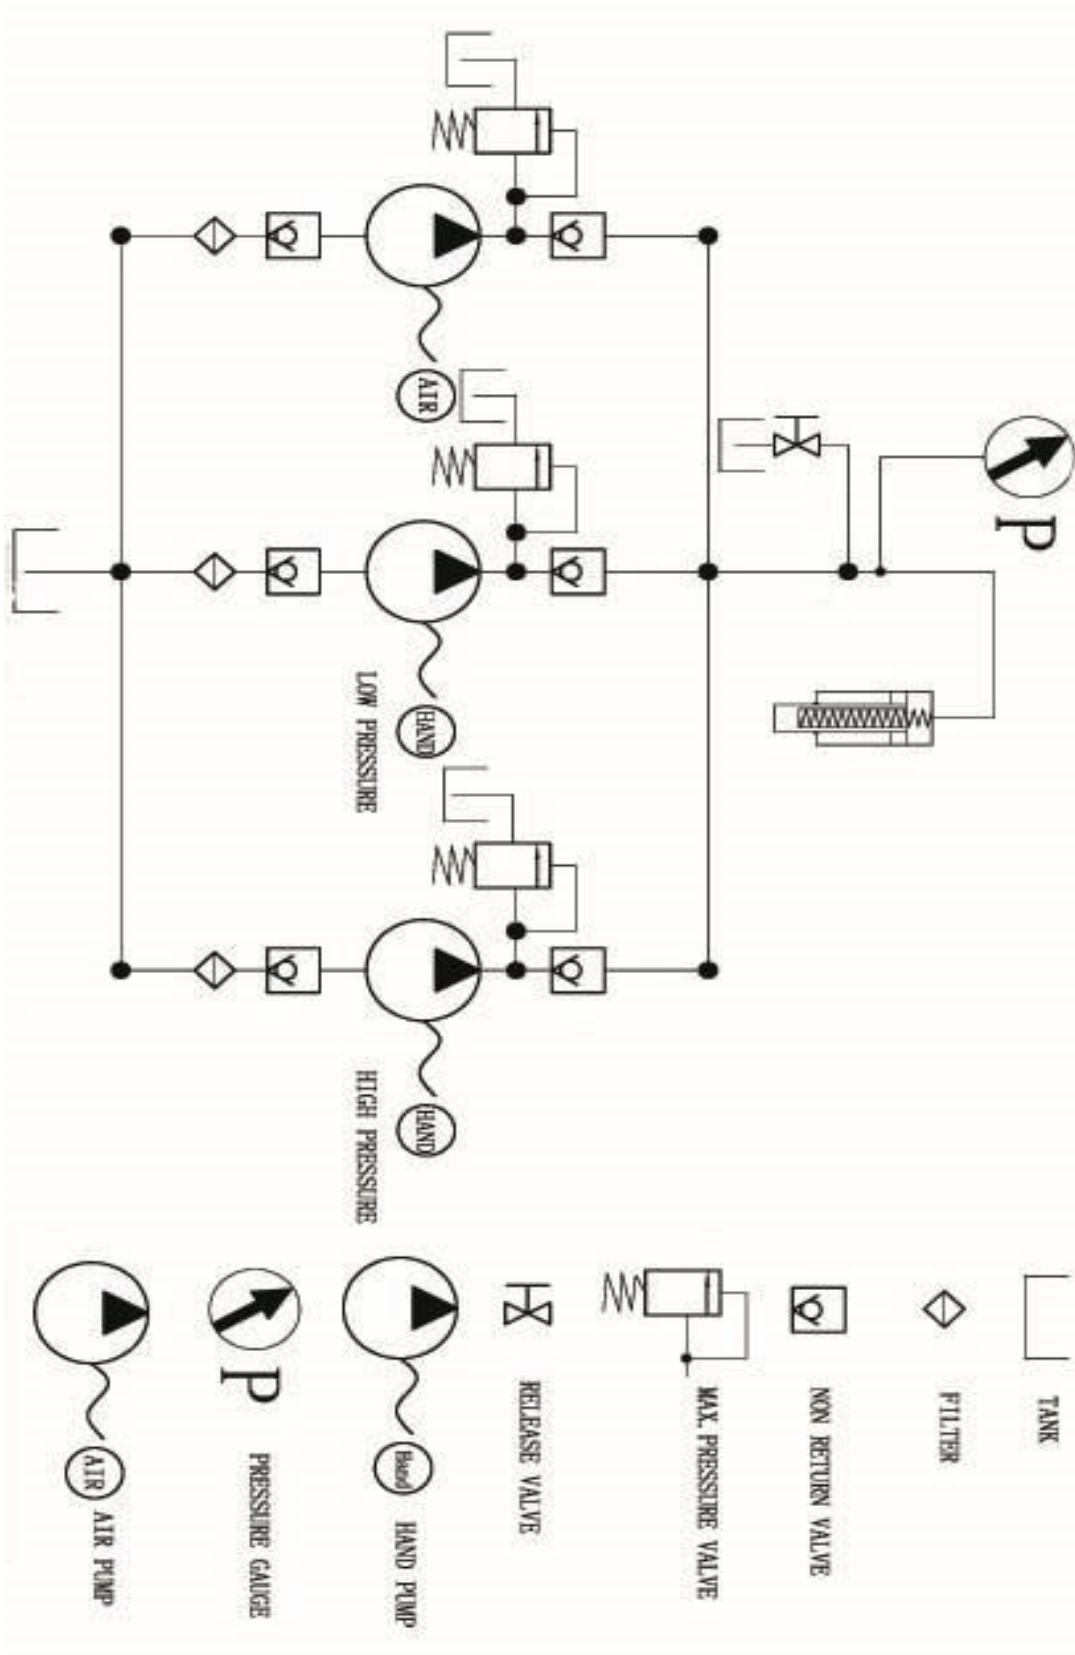 P
AIR
HAND
LOW PRESSURE
HAND
HIGH PRESSURE
TANK
FILTER
NON RETURN VALVE
MAX. PRESSURE VALVE
RELEASE VALVE
Hand HAND PUMP
P PRESSURE GAUGE
AIR AIR PUMP